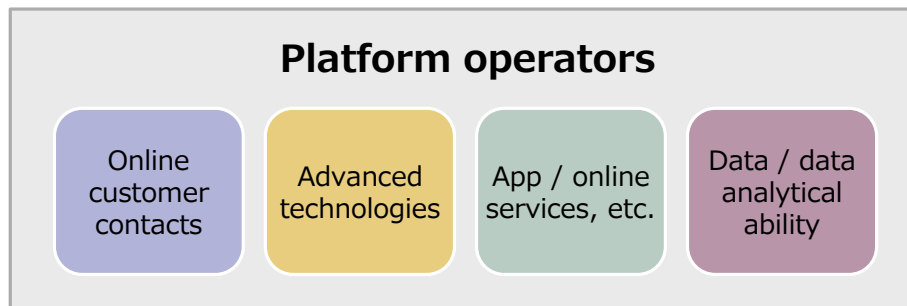 Platform operators
Online
customer
contacts
Advanced
technologies
App / online
services, etc.
Data / data
analytical
ability